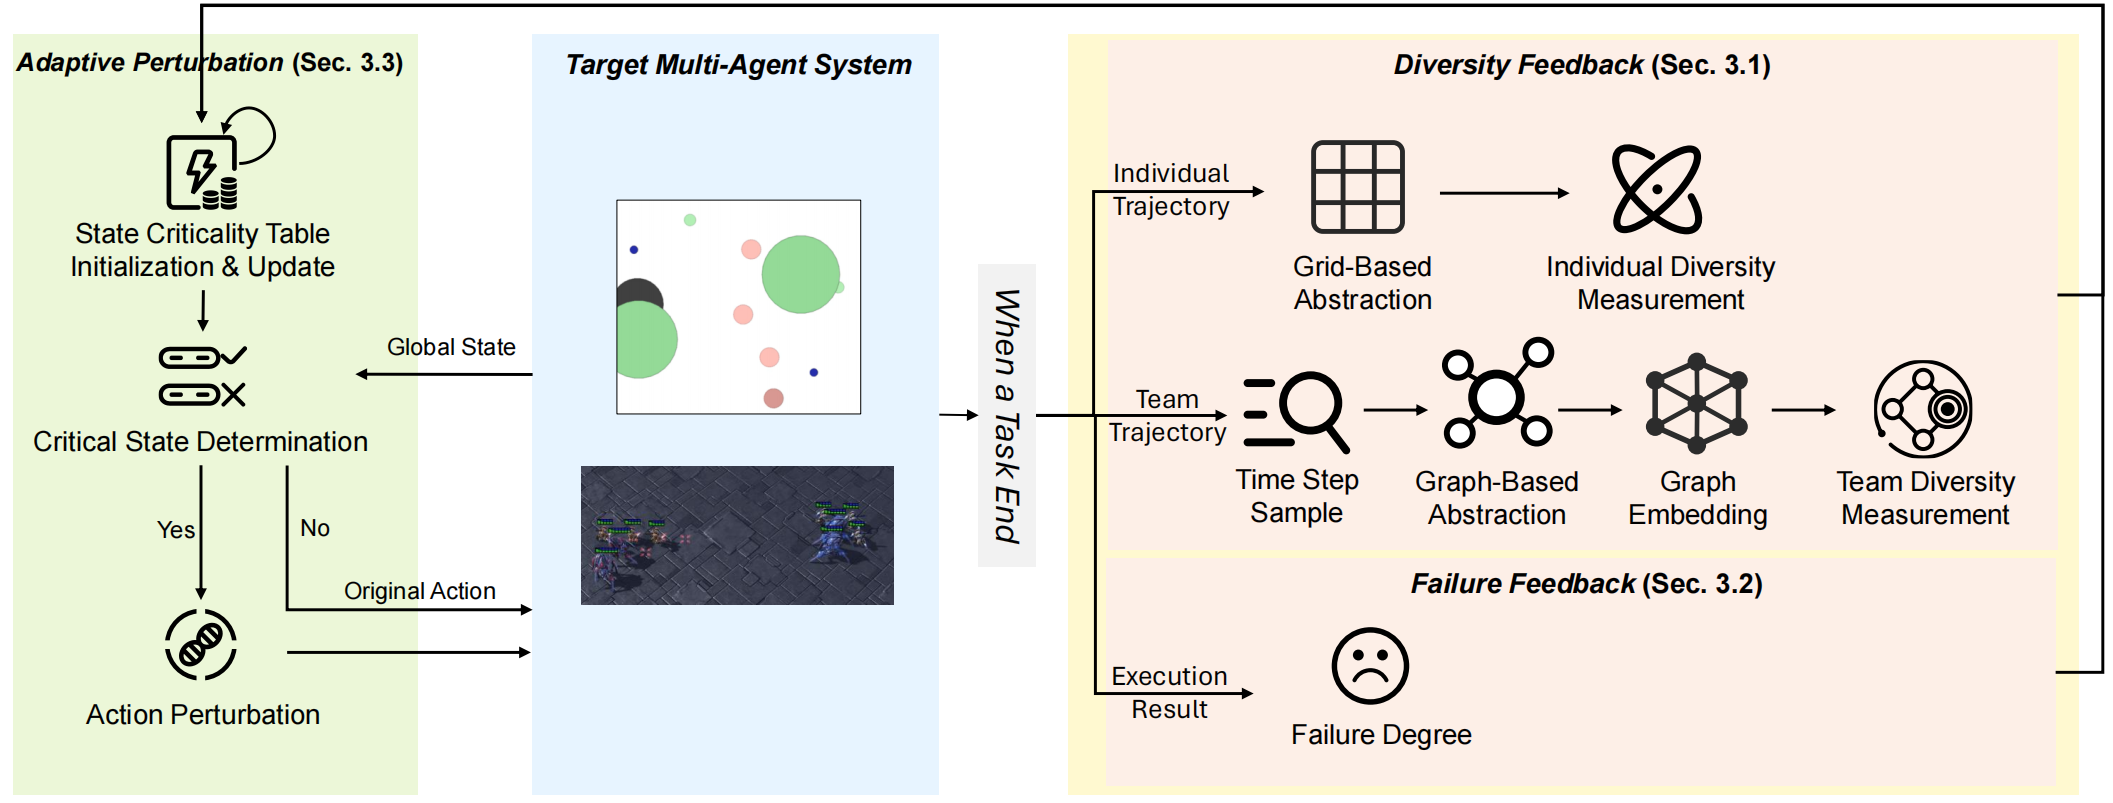 Adaptive Perturbation (Sec. 3.3)
State Criticality Table
Initialization & Update
Critical State Determination
Yes
No
Action Perturbation
Global State
Original Action
Target Multi-Agent System
When a Task End
Diversity Feedback (Sec. 3.1)
Individual
Trajectory
Grid-Based
Abstraction
Individual Diversity
Measurement
Team
Trajectory
Time Step
Sample
Graph-Based
Abstraction
Graph
Embedding
Team Diversity
Measurement
Failure Feedback (Sec. 3.2)
Execution
Result
Failure Degree